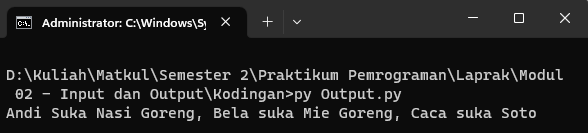 Administrator: C:\Windows\Sy
D:\Kuliah\Matkul\Semester 2\Praktikum Pemrograman\Laprak\Modul
02 - Input dan Output\Kodingan>py Output.py
Andi Suka Nasi Goreng, Bela suka Mie Goreng, Caca suka Soto